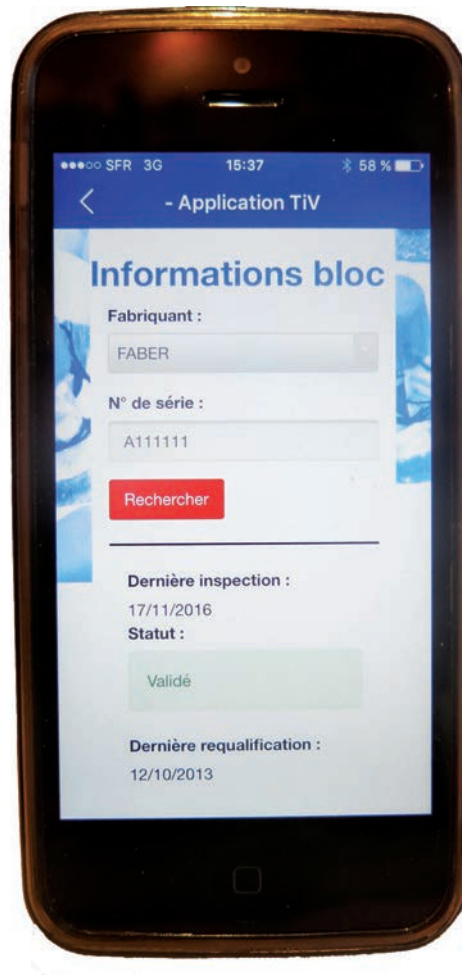 SFR 3G 15:37 58 %
- Application TiV
Informations bloc
Fabriquant :
FABER
N° de série :
A111111
Rechercher
Dernière inspection :
17/11/2016
Statut :
Validé
Dernière requalification :
12/10/2013